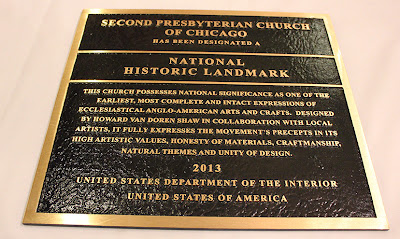 SECOND PRESBYTERIAN CHURCH
OF CHICAGO
HAS BEEN DESIGNATED A
NATIONAL
HISTORIC LANDMARK
THIS CHURCH POSSESSES NATIONAL SIGNIFICANCE AS ONE OF THE
EARLIEST, MOST COMPLETE AND INTACT EXPRESSIONS OF
ECCLESIASTICAL ANGLO-AMERICAN ARTS AND CRAFTS. DESIGNED
BY HOWARD VAN DOREN SHAW IN COLLABORATION WITH LOCAL
ARTISTS, IT FULLY EXPRESSES THE MOVEMENT'S PRECEPTS IN ITS
HIGH ARTISTIC VALUES, HONESTY OF MATERIALS, CRAFTMANSHIP,
NATURAL THEMES AND UNITY OF DESIGN.
2013
UNITED STATES DEPARTMENT OF THE INTERIOR
UNITED STATES OF AMERICA